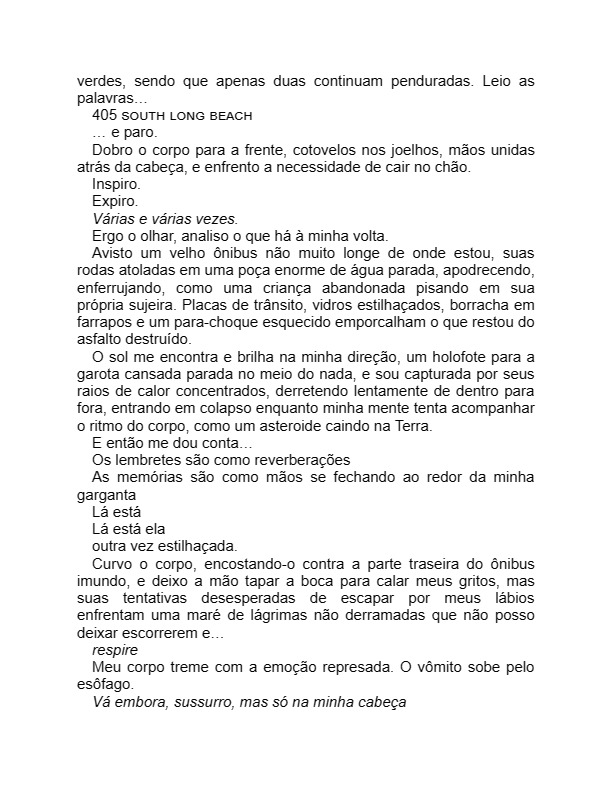 verdes, sendo que apenas duas continuam penduradas. Leio as
palavras…
405 SOUTH LONG BEACH
… e paro.
Dobro o corpo para a frente, cotovelos nos joelhos, mãos unidas
atrás da cabeça, e enfrento a necessidade de cair no chão.
Inspiro.
Expiro.
Várias e várias vezes.
Ergo o olhar, analiso o que há à minha volta.
Avisto um velho ônibus não muito longe de onde estou, suas
rodas atoladas em uma poça enorme de água parada, apodrecendo,
enferrujando, como uma criança abandonada pisando em sua
própria sujeira. Placas de trânsito, vidros estilhaçados, borracha em
farrapos e um para-choque esquecido emporcalham o que restou do
asfalto destruído.
O sol me encontra e brilha na minha direção, um holofote para a
garota cansada parada no meio do nada, e sou capturada por seus
raios de calor concentrados, derretendo lentamente de dentro para
fora, entrando em colapso enquanto minha mente tenta acompanhar
o ritmo do corpo, como um asteroide caindo na Terra.
E então me dou conta…
Os lembretes são como reverberações
As memórias são como mãos se fechando ao redor da minha
garganta
Lá está
Lá está ela
outra vez estilhaçada.
Curvo o corpo, encostando-o contra a parte traseira do ônibus
imundo, e deixo a mão tapar a boca para calar meus gritos, mas
suas tentativas desesperadas de escapar por meus lábios
enfrentam uma maré de lágrimas não derramadas que não posso
deixar escorrerem e…
respire
Meu corpo treme com a emoção represada. O vômito sobe pelo
esôfago.
Vá embora, sussurro, mas só na minha cabeça